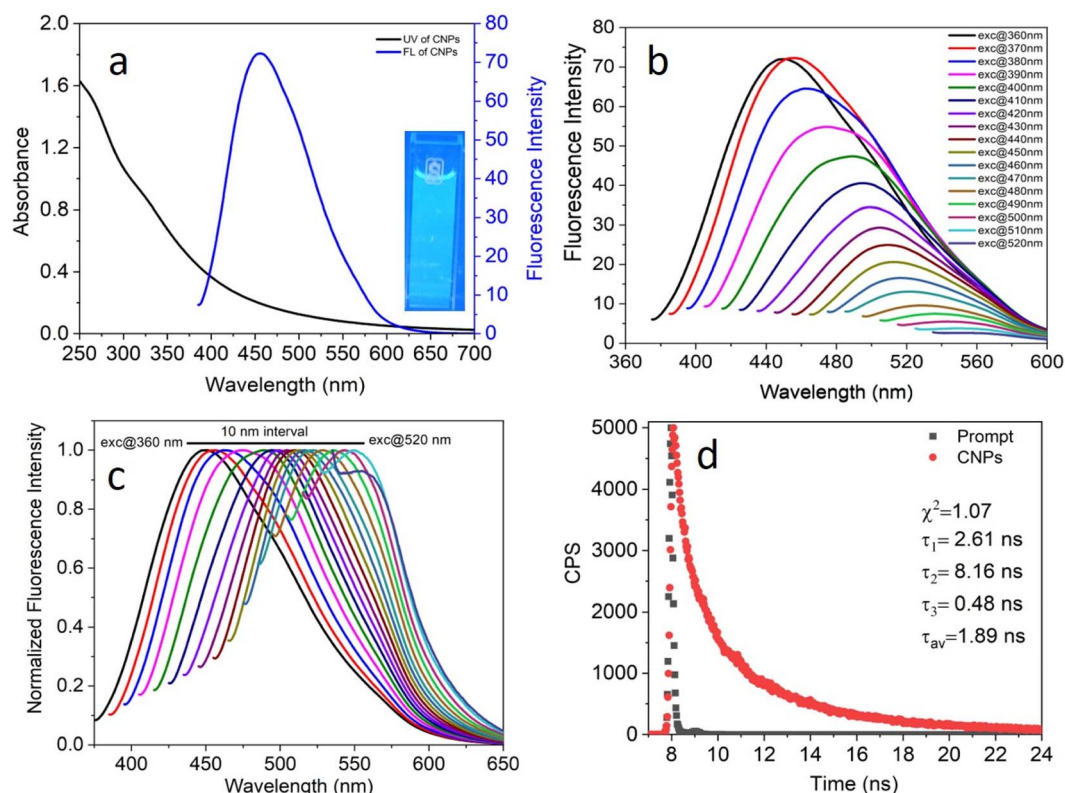 a
UV of CNPs
FL of CNPs
2.0
1.6
1.2
0.8
0.4
0.0
Absorbance
80
70
60
50
40
30
20
10
0
Fluorescence Intensity
250 300 350 400 450 500 550 600 650 700
Wavelength (nm)
b
80
70
60
50
40
30
20
10
0
Fluorescence Intensity
exc@360nm
exc@370nm
exc@380nm
exc@390nm
exc@400nm
exc@410nm
exc@420nm
exc@430nm
exc@440nm
exc@450nm
exc@460nm
exc@470nm
exc@480nm
exc@490nm
exc@500nm
exc@510nm
exc@520nm
360 400 440 480 520 560 600
Wavelength (nm)
c
10 nm interval
exc@360 nm
exc@520 nm
1.0
0.8
0.6
0.4
0.2
0.0
Normalized Fluorescence Intensity
400 450 500 550 600 650
Wavelength (nm)
d
Prompt
CNPs
χ²=1.07
τ₁= 2.61 ns
τ₂= 8.16 ns
τ₃= 0.48 ns
τav=1.89 ns
5000
4000
3000
2000
1000
0
CPS
8 10 12 14 16 18 20 22 24
Time (ns)